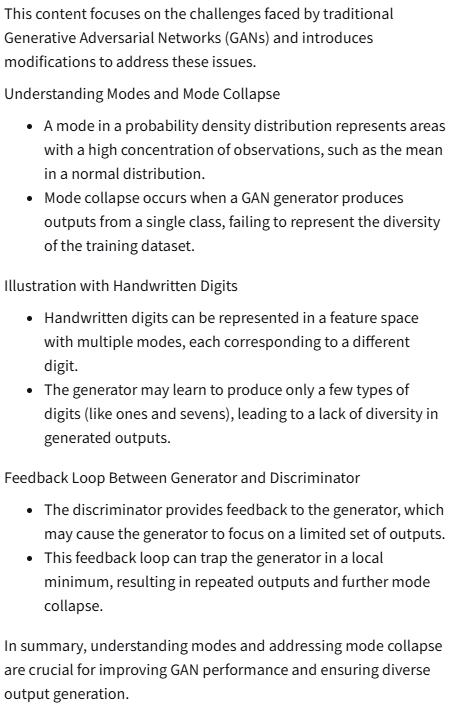 This content focuses on the challenges faced by traditional
Generative Adversarial Networks (GANs) and introduces
modifications to address these issues.
Understanding Modes and Mode Collapse
• A mode in a probability density distribution represents areas
with a high concentration of observations, such as the mean
in a normal distribution.
• Mode collapse occurs when a GAN generator produces
outputs from a single class, failing to represent the diversity
of the training dataset.
Illustration with Handwritten Digits
• Handwritten digits can be represented in a feature space
with multiple modes, each corresponding to a different
digit.
• The generator may learn to produce only a few types of
digits (like ones and sevens), leading to a lack of diversity in
generated outputs.
Feedback Loop Between Generator and Discriminator
• The discriminator provides feedback to the generator, which
may cause the generator to focus on a limited set of outputs.
• This feedback loop can trap the generator in a local
minimum, resulting in repeated outputs and further mode
collapse.
In summary, understanding modes and addressing mode collapse
are crucial for improving GAN performance and ensuring diverse
output generation.